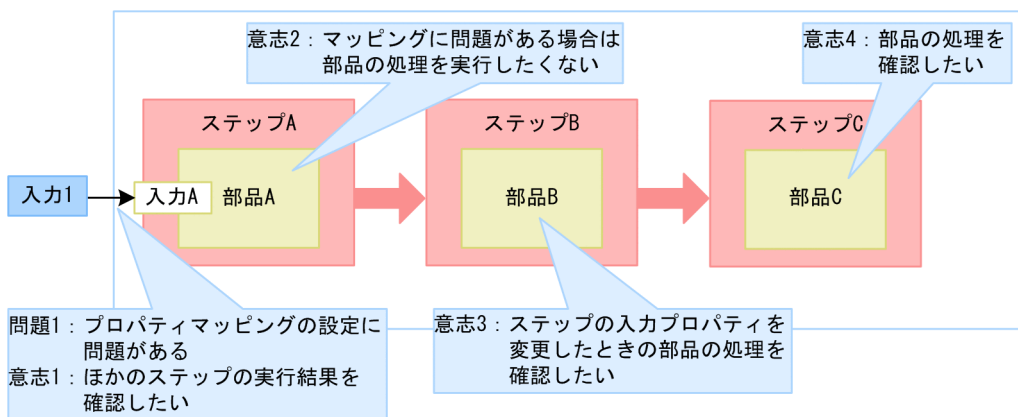 意志2：マッピングに問題がある場合は
部品の処理を実行したくない
意志4：部品の処理を
確認したい
ステップA
ステップB
ステップC
入力1
入力A
部品A
部品B
部品C
問題1：プロパティマッピングの設定に
問題がある
意志1：ほかのステップの実行結果を
確認したい
意志3：ステップの入力プロパティを
変更したときの部品の処理を
確認したい